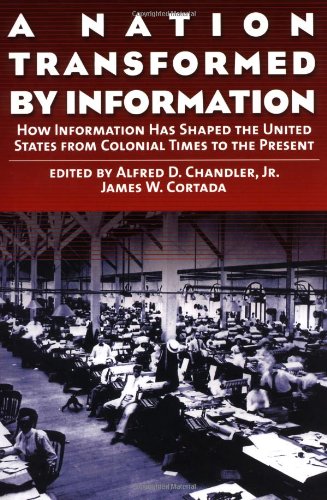 A NATION
TRANSFORMED
BY INFORMATION
HOW INFORMATION HAS SHAPED THE UNITED
STATES FROM COLONIAL TIMES TO THE PRESENT
EDITED BY ALFRED D. CHANDLER, JR.
JAMES W. CORTADA